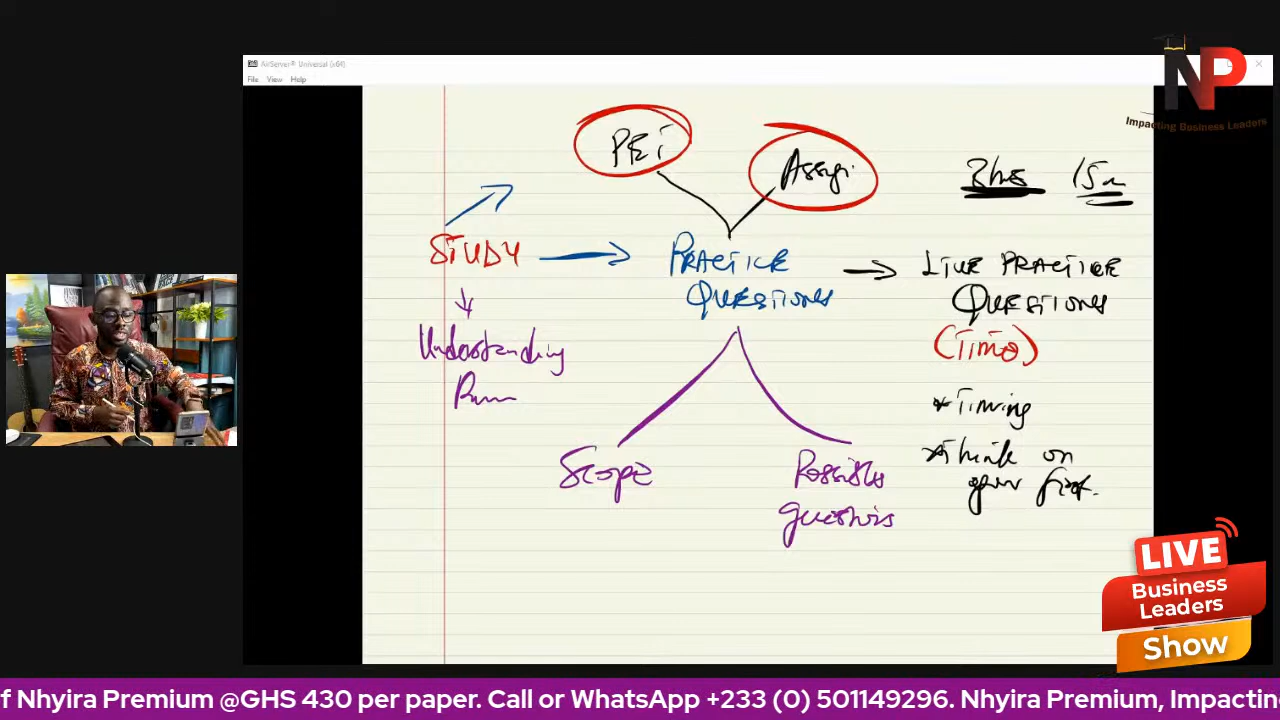 AirServer® Universal (x64)
File View Help
NP
Impacting Business Leaders
PEI
Assgi
3hrs 15m
STUDY
PRACTICE
QUESTIONS
LIVE PRACTICE
QUESTIONS
(Time)
Understanding
*Timing
*Think on
your feet.
Scope
Possible
questions
LIVE
Business
Leaders
Show
f Nhyira Premium @GHS 430 per paper. Call or WhatsApp +233 (0) 501149296. Nhyira Premium, Impactin